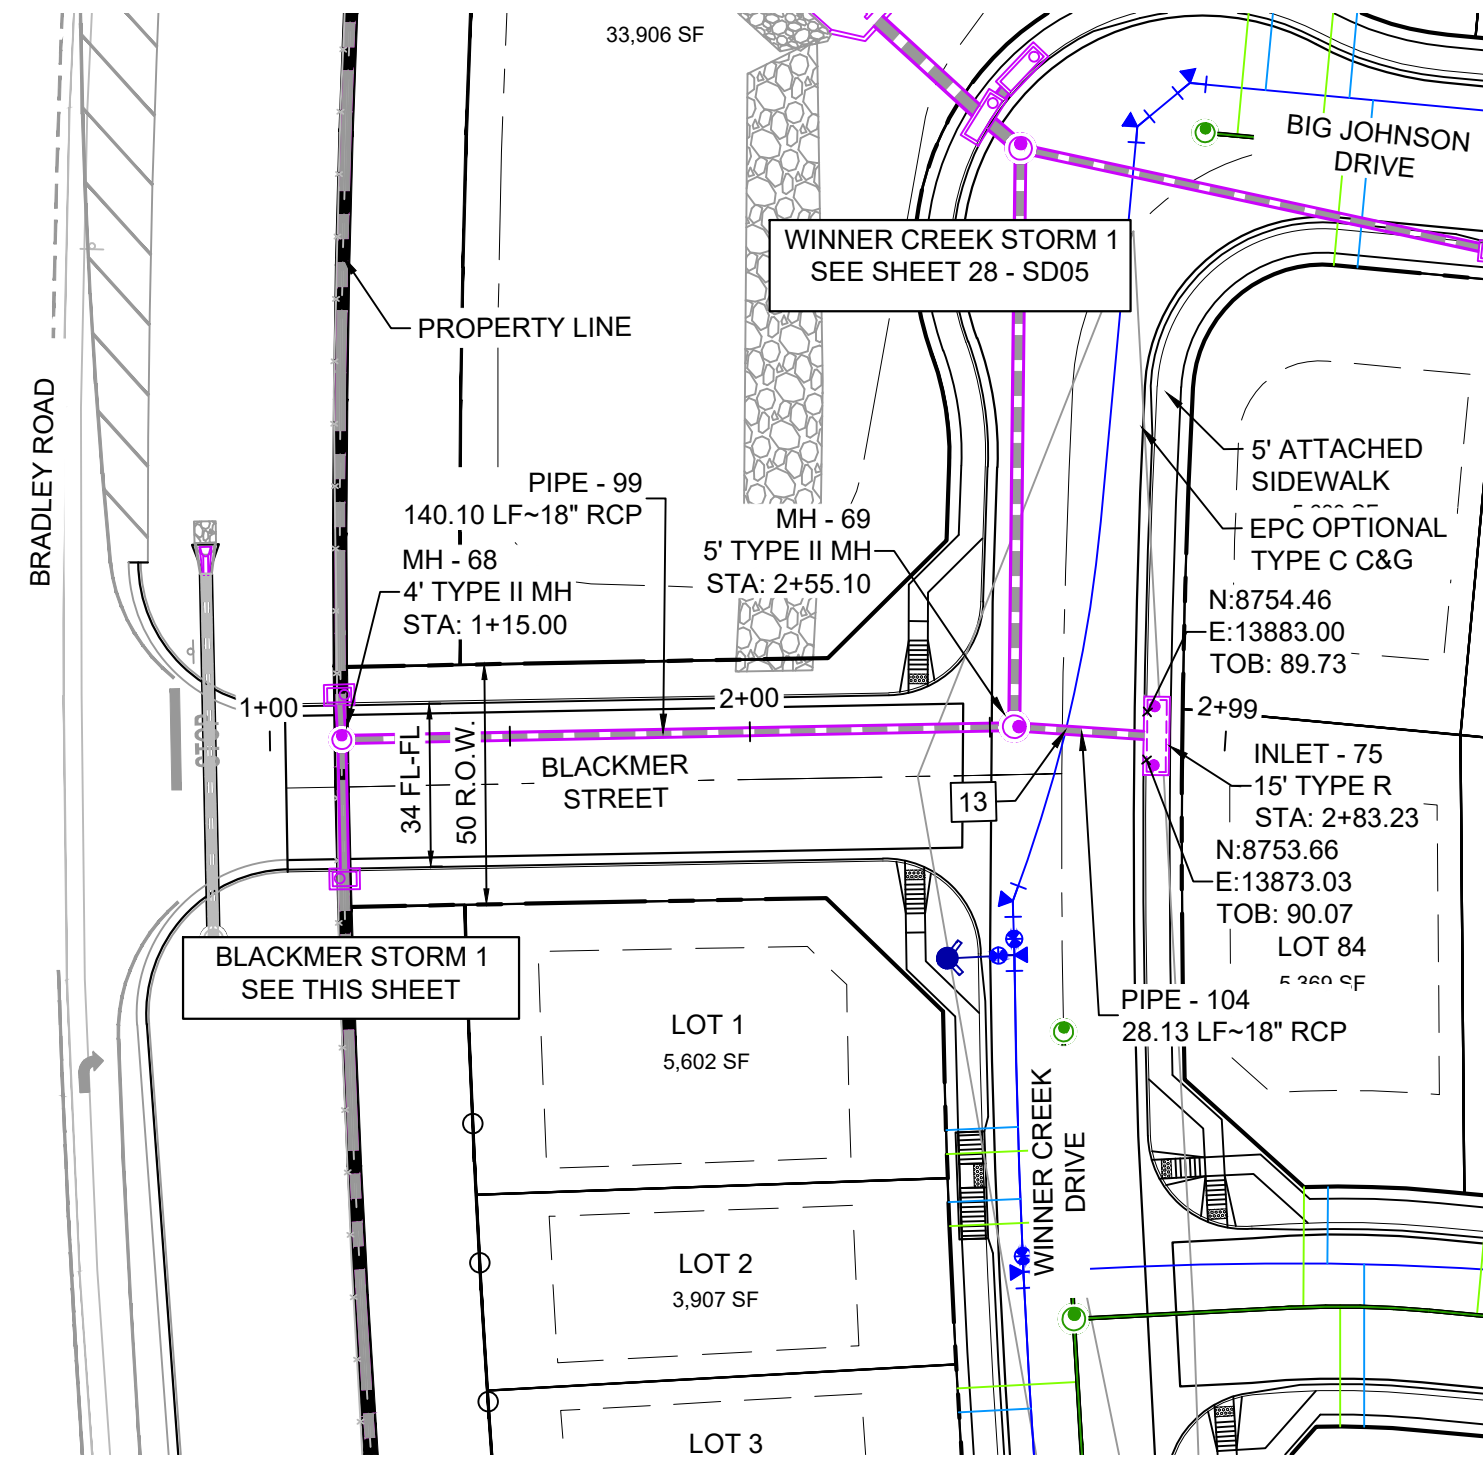 33,906 SF
BIG JOHNSON
DRIVE
WINNER CREEK STORM 1
SEE SHEET 28 - SD05
PROPERTY LINE
BRADLEY ROAD
5' ATTACHED
SIDEWALK
PIPE - 99
140.10 LF~18" RCP
MH - 68
4' TYPE II MH
STA: 1+15.00
MH - 69
5' TYPE II MH
STA: 2+55.10
EPC OPTIONAL
TYPE C C&G
N:8754.46
E:13883.00
TOB: 89.73
1+00
2+00
2+99
STOP
34 FL-FL
50 R.O.W.
BLACKMER
STREET
13
INLET - 75
15' TYPE R
STA: 2+83.23
N:8753.66
E:13873.03
TOB: 90.07
LOT 84
5,369 SF
BLACKMER STORM 1
SEE THIS SHEET
PIPE - 104
28.13 LF~18" RCP
LOT 1
5,602 SF
WINNER CREEK
DRIVE
LOT 2
3,907 SF
LOT 3